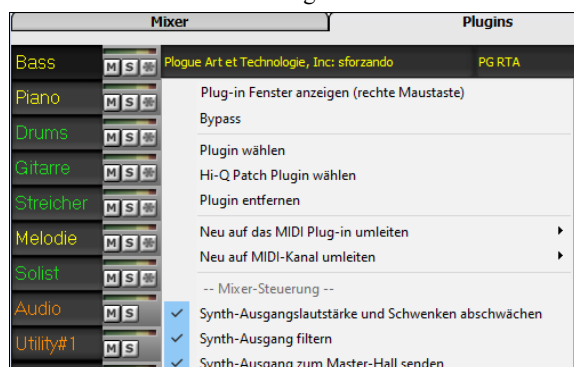 Mixer Plugins
Bass M S * Plogue Art et Technologie, Inc: sforzando PG RTA
Piano M S * Plug-in Fenster anzeigen (rechte Maustaste)
Bypass
Drums M S *
Plugin wählen
Gitarre M S * Hi-Q Patch Plugin wählen
Streicher M S * Plugin entfernen
Melodie M S * Neu auf das MIDI Plug-in umleiten
Neu auf MIDI-Kanal umleiten
Solist M S *
-- Mixer-Steuerung --
Audio M S Synth-Ausgangslautstärke und Schwenken abschwächen
Utility#1 M S Synth-Ausgang filtern
Synth-Ausgang zum Master-Hall senden